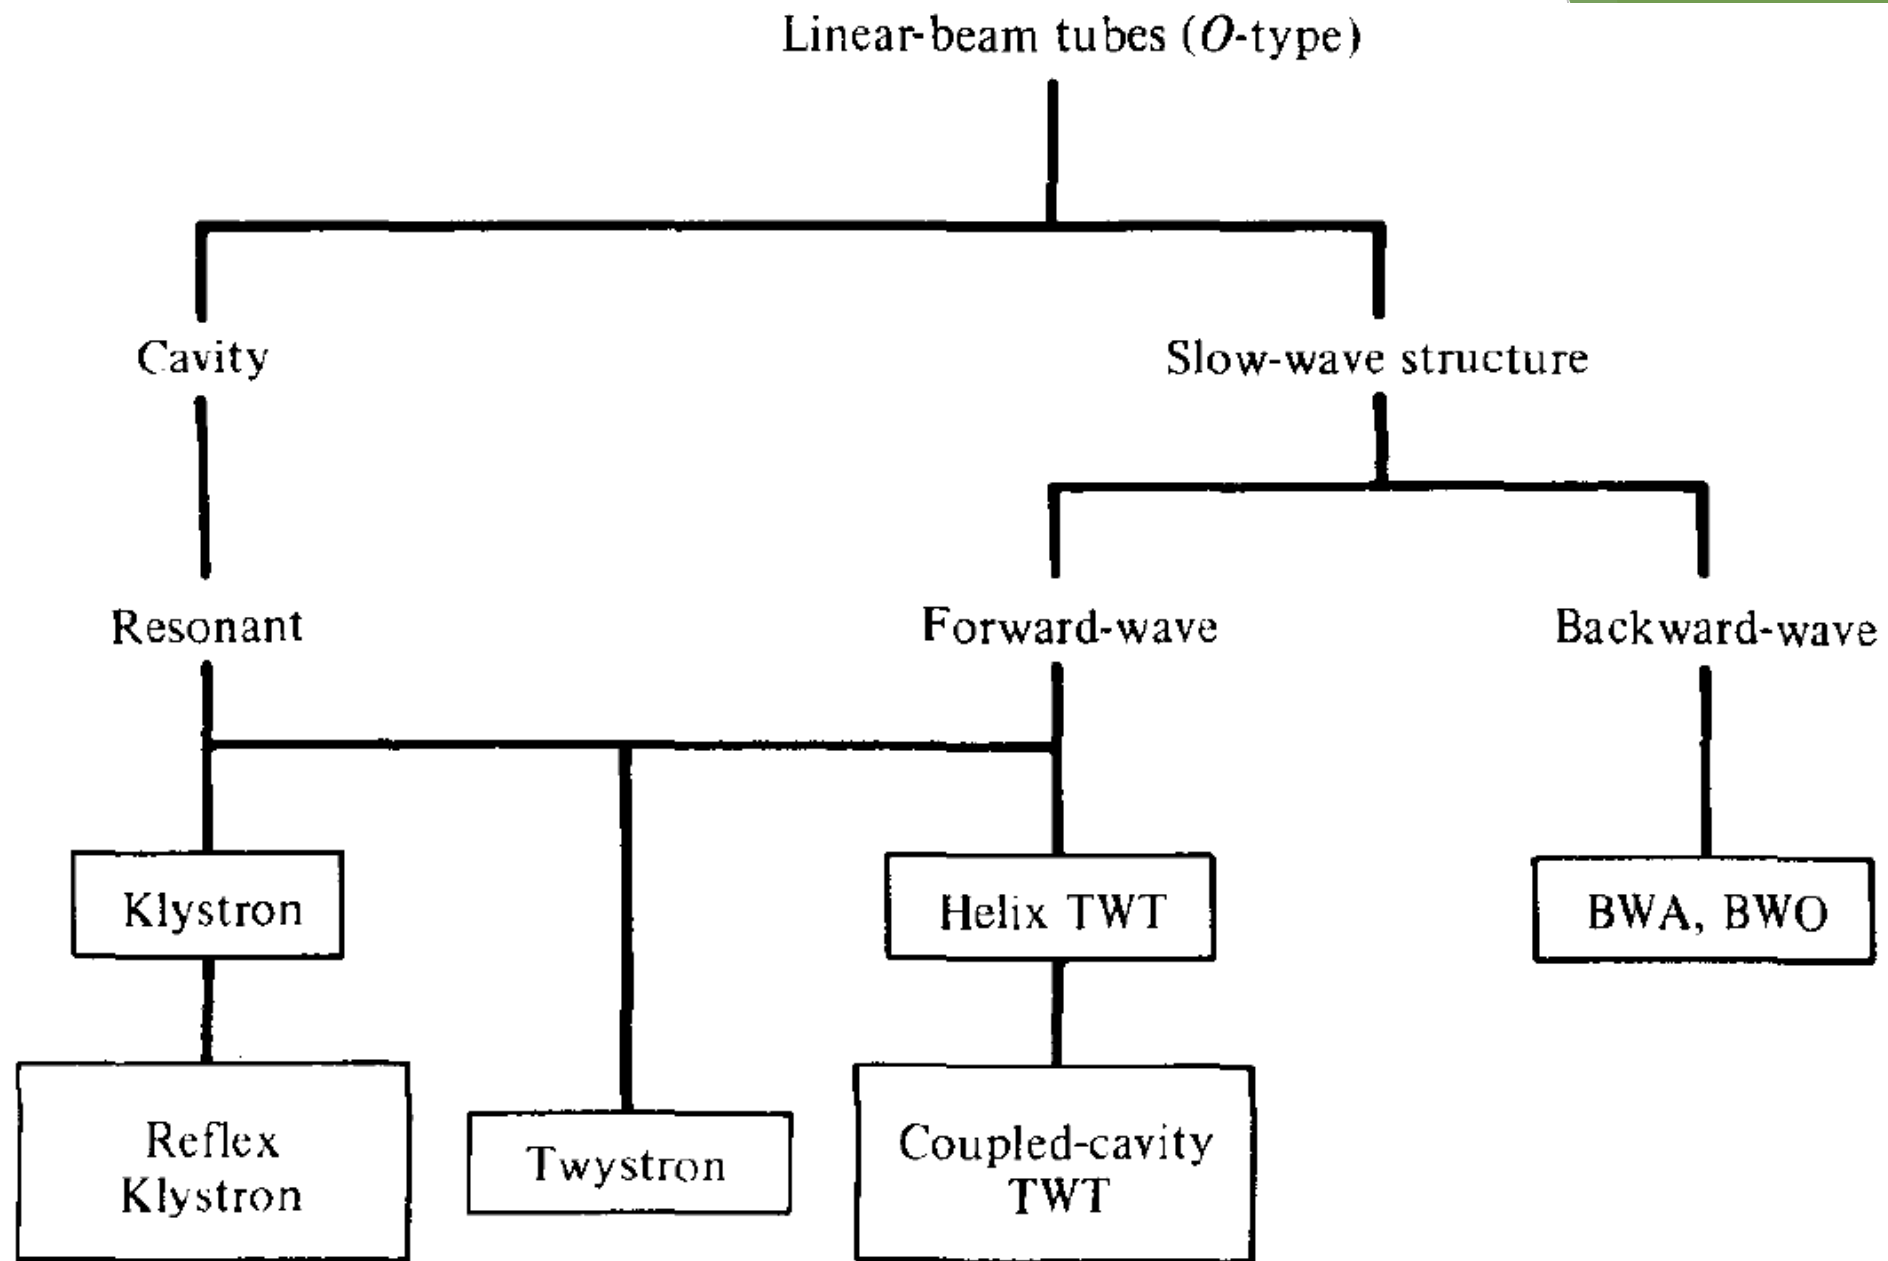 Linear-beam tubes (O-type)
Cavity
Slow-wave structure
Resonant
Forward-wave
Backward-wave
Klystron
Helix TWT
BWA, BWO
Reflex
Klystron
Twystron
Coupled-cavity
TWT